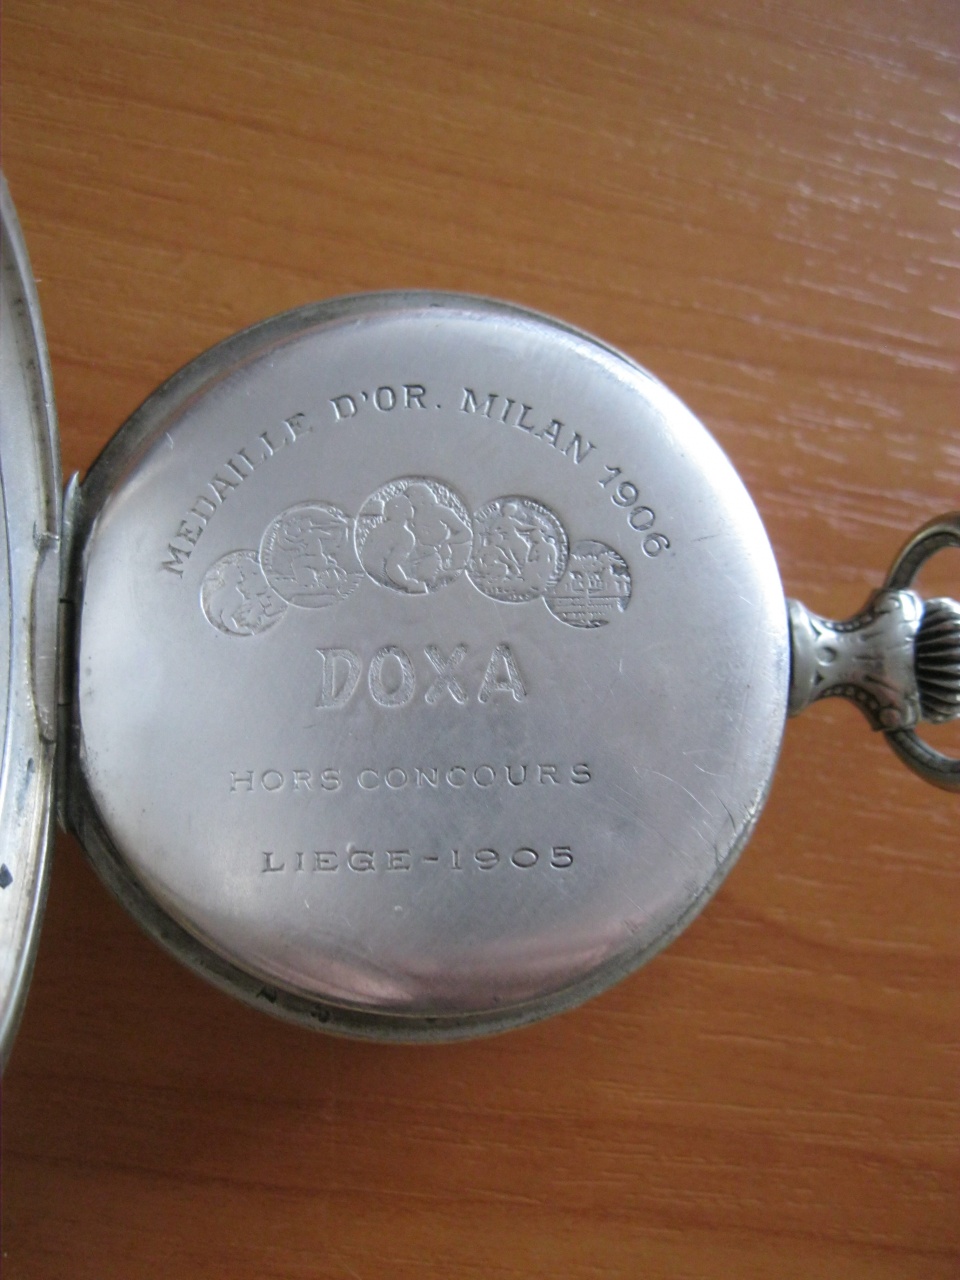 MEDAILLE D'OR. MILAN 1906
DOXA
HORS CONCOURS
LIEGE-1905